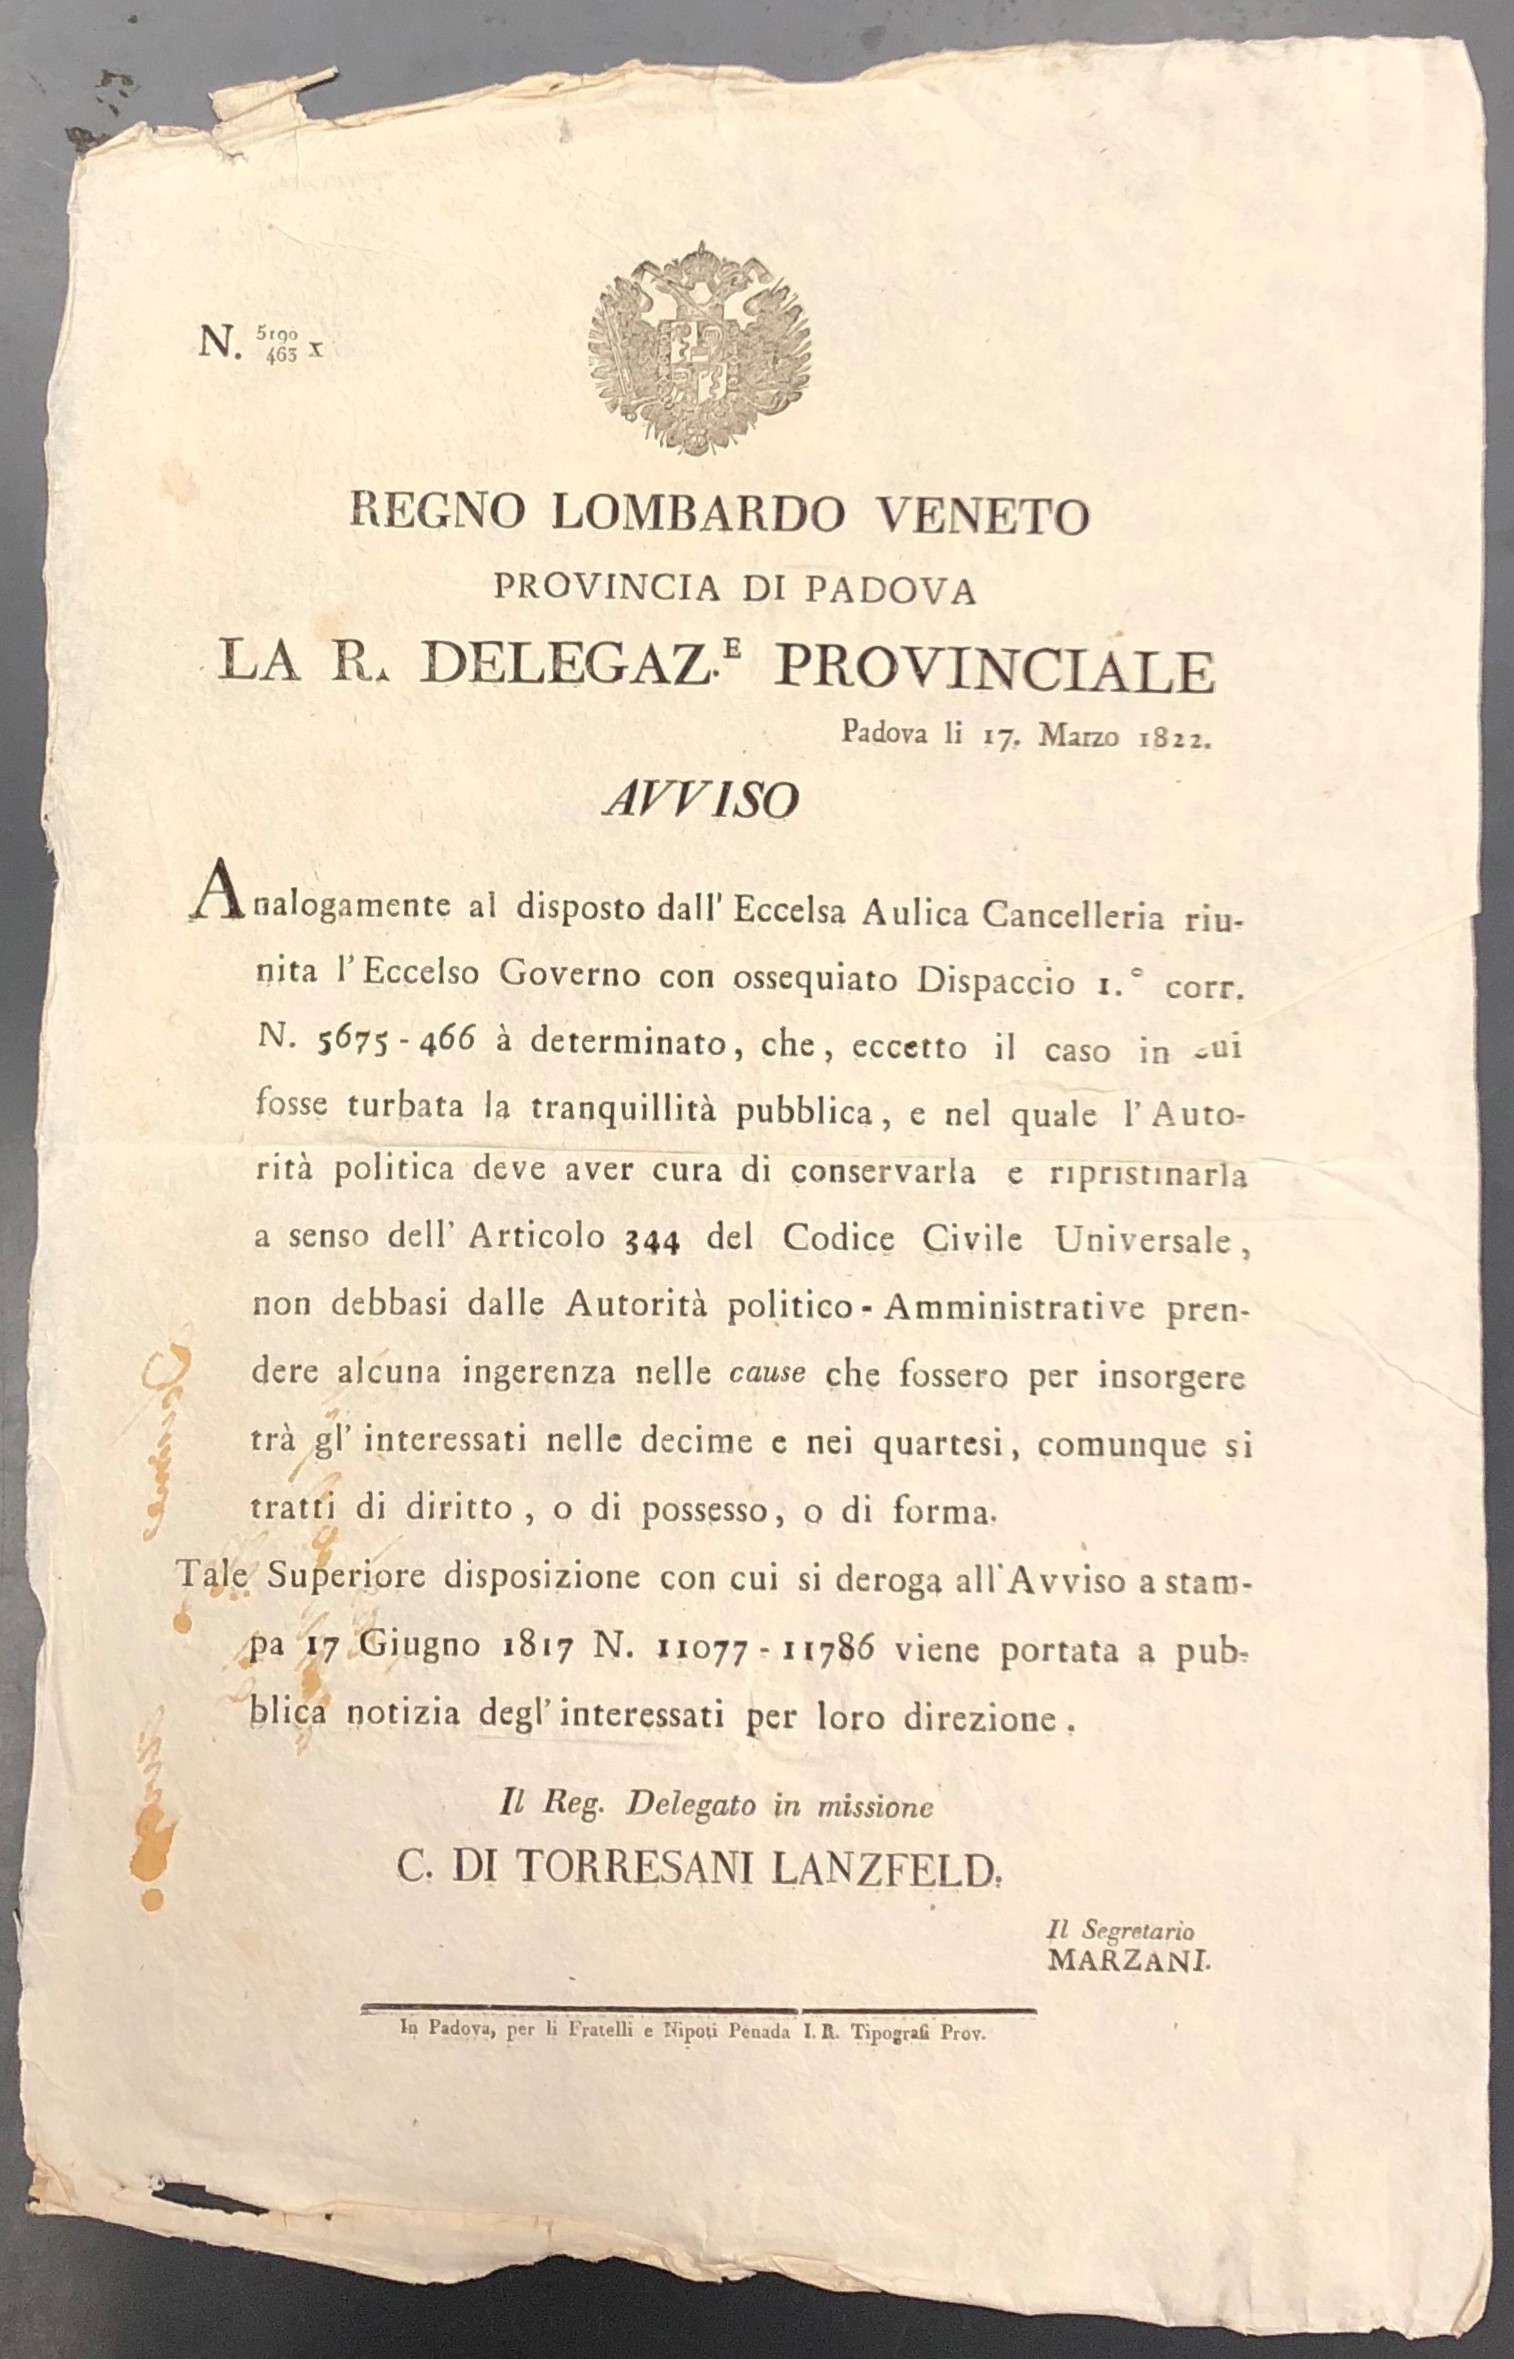 N. 5190/463 X
REGNO LOMBARDO VENETO
PROVINCIA DI PADOVA
LA R. DELEGAZ.E PROVINCIALE
Padova li 17. Marzo 1822.
AVVISO
Analogamente al disposto dall' Eccelsa Aulica Cancelleria riu-
nita l'Eccelso Governo con ossequiato Dispaccio 1.° corr.
N. 5675-466 à determinato, che, eccetto il caso in cui
fosse turbata la tranquillità pubblica, e nel quale l'Auto-
rità politica deve aver cura di conservarla e ripristinarla
a senso dell' Articolo 344 del Codice Civile Universale,
non debbasi dalle Autorità politico-Amministrative pren-
dere alcuna ingerenza nelle cause che fossero per insorgere
trà gl' interessati nelle decime e nei quartesi, comunque si
tratti di diritto, o di possesso, o di forma.
Tale Superiore disposizione con cui si deroga all'Avviso a stam-
pa 17 Giugno 1817 N. 11077-11786 viene portata a pub-
blica notizia degl' interessati per loro direzione.
Il Reg. Delegato in missione
C. DI TORRESANI LANZFELD.
Il Segretario
MARZANI.
In Padova, per li Fratelli e Nipoti Penada I. R. Tipografi Prov.